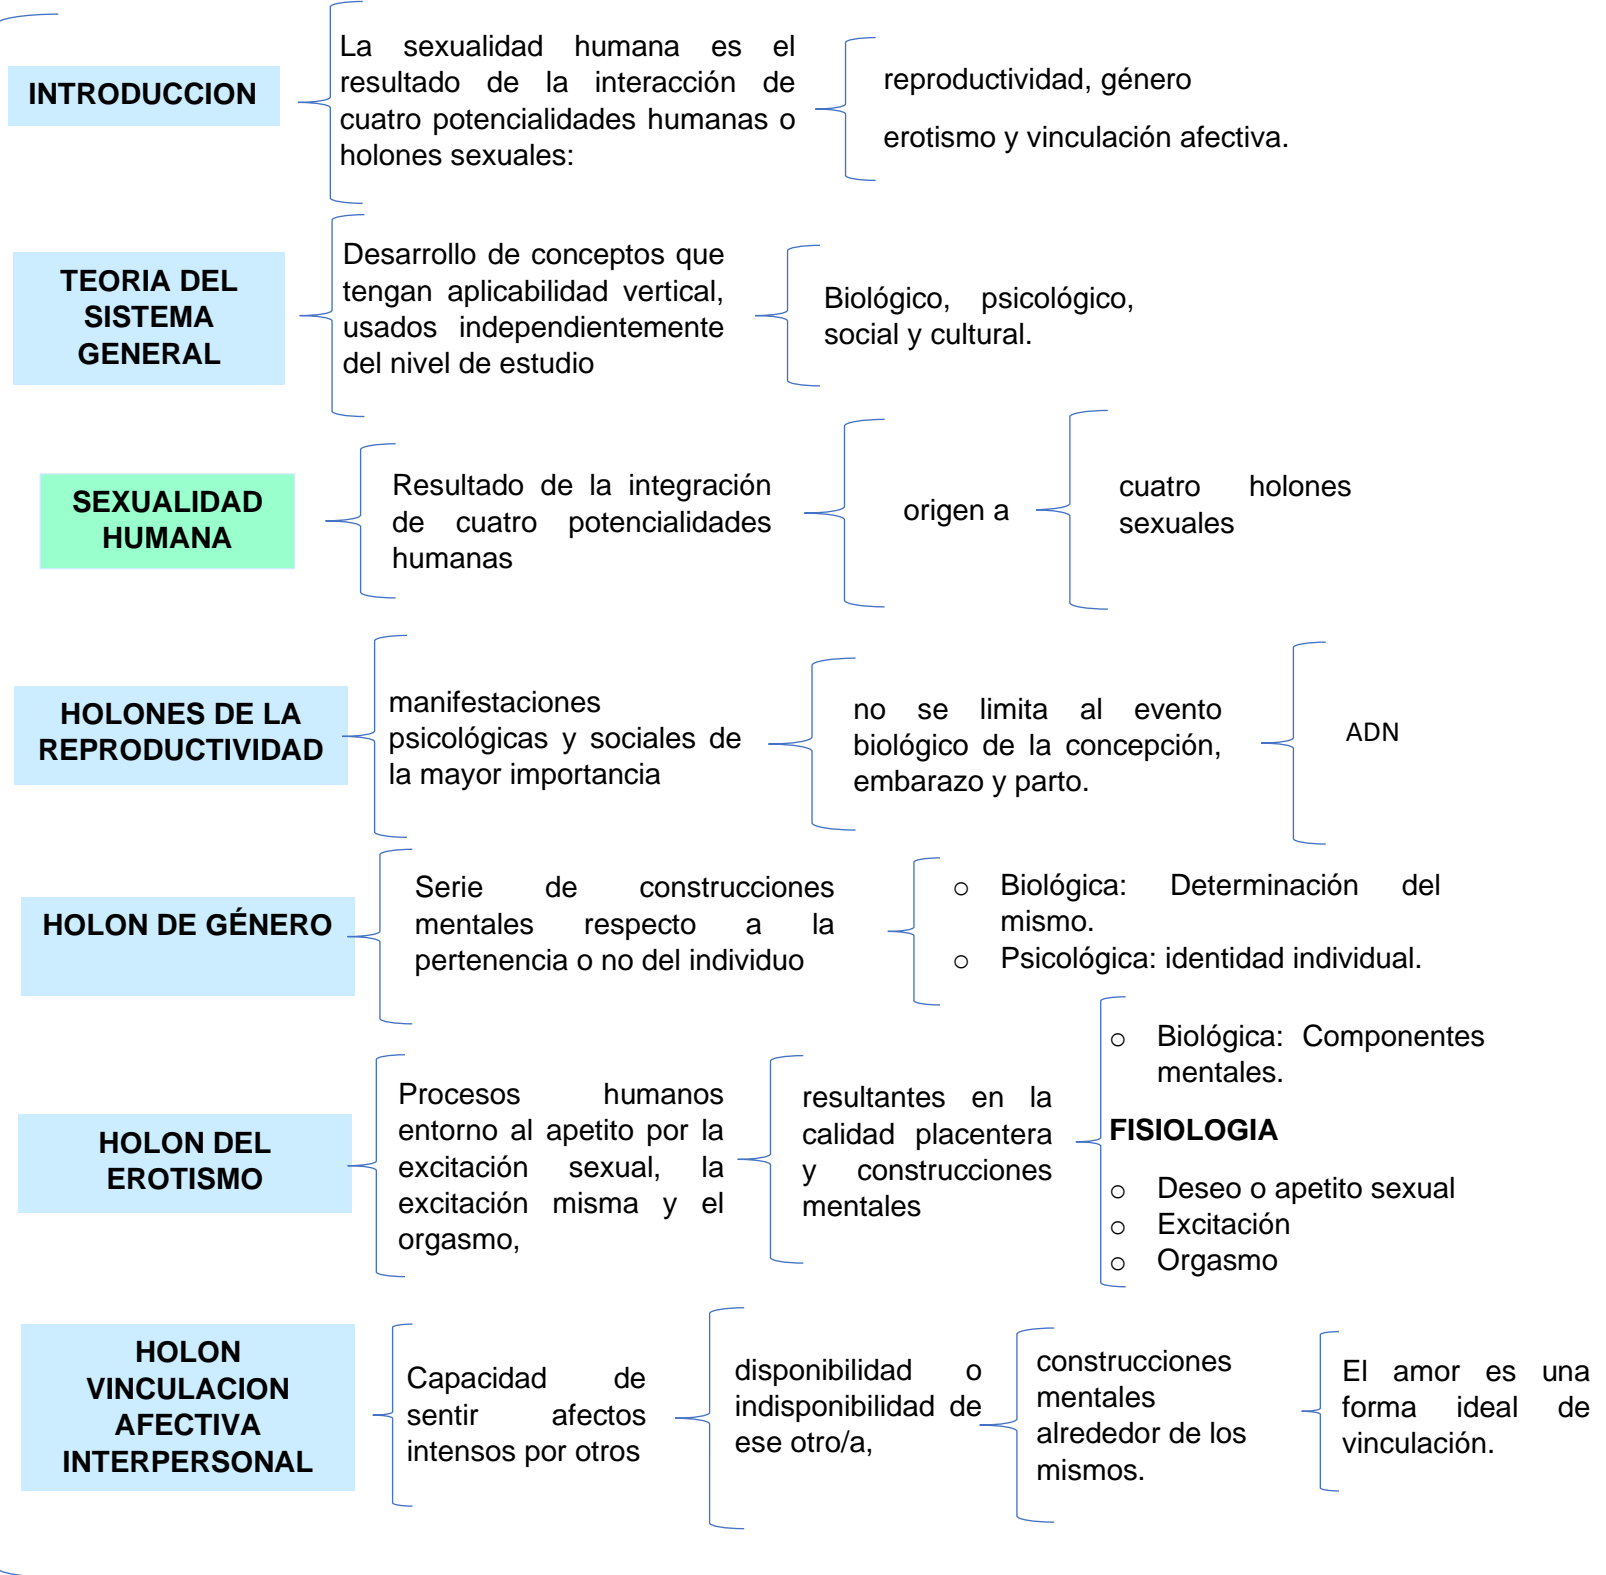 INTRODUCCION
La sexualidad humana es el
resultado de la interacción de
cuatro potencialidades humanas o
holones sexuales:
reproductividad, género
erotismo y vinculación afectiva.
TEORIA DEL
SISTEMA
GENERAL
Desarrollo de conceptos que
tengan aplicabilidad vertical,
usados independientemente
del nivel de estudio
Biológico, psicológico,
social y cultural.
SEXUALIDAD
HUMANA
Resultado de la integración
de cuatro potencialidades
humanas
origen a
cuatro holones
sexuales
HOLONES DE LA
REPRODUCTIVIDAD
manifestaciones
psicológicas y sociales de
la mayor importancia
no se limita al evento
biológico de la concepción,
embarazo y parto.
ADN
HOLON DE GÉNERO
Serie de construcciones
mentales respecto a la
pertenencia o no del individuo
o Biológica: Determinación del
mismo.
o Psicológica: identidad individual.
HOLON DEL
EROTISMO
Procesos humanos
entorno al apetito por la
excitación sexual, la
excitación misma y el
orgasmo,
resultantes en la
calidad placentera
y construcciones
mentales
o Biológica: Componentes
mentales.
FISIOLOGIA
o Deseo o apetito sexual
o Excitación
o Orgasmo
HOLON
VINCULACION
AFECTIVA
INTERPERSONAL
Capacidad de
sentir afectos
intensos por otros
disponibilidad o
indisponibilidad de
ese otro/a,
construcciones
mentales
alrededor de los
mismos.
El amor es una
forma ideal de
vinculación.